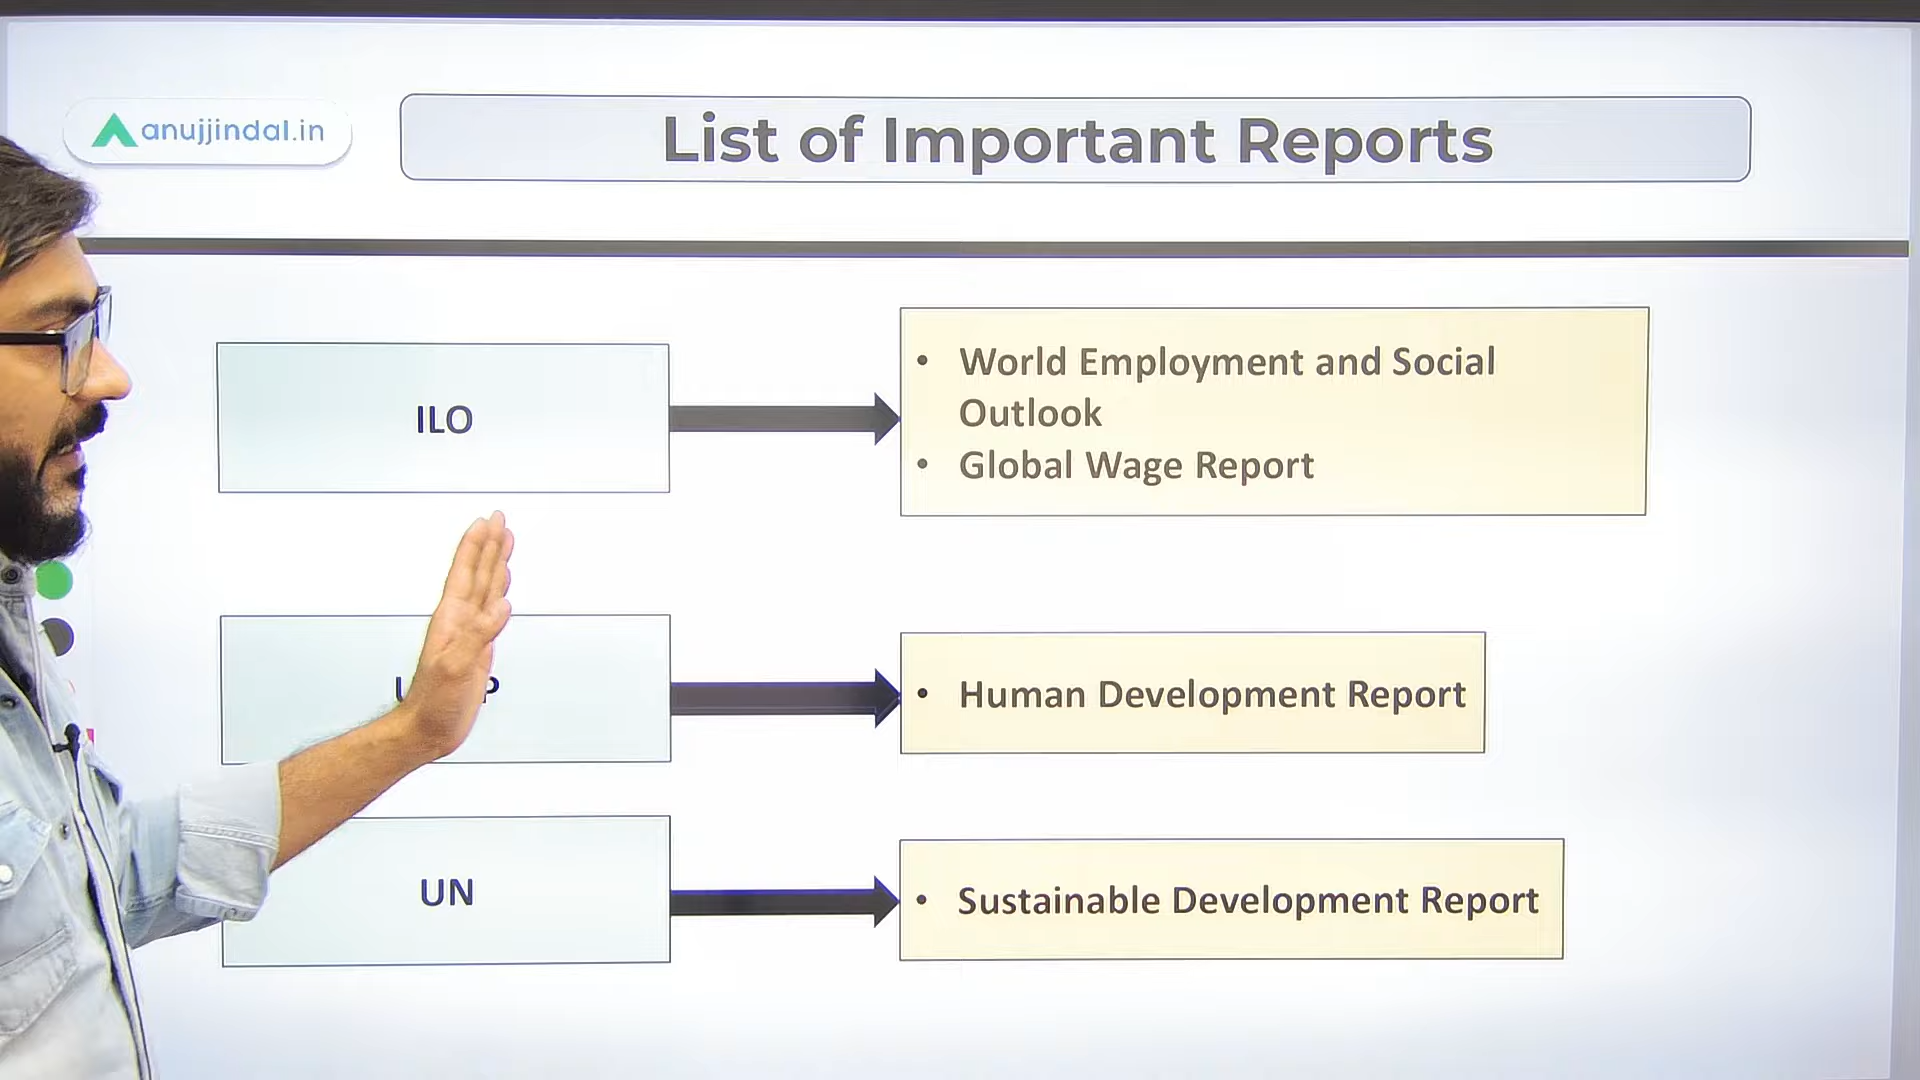 anujjindal.in
List of Important Reports
ILO
• World Employment and Social
Outlook
• Global Wage Report
• Human Development Report
UN
• Sustainable Development Report